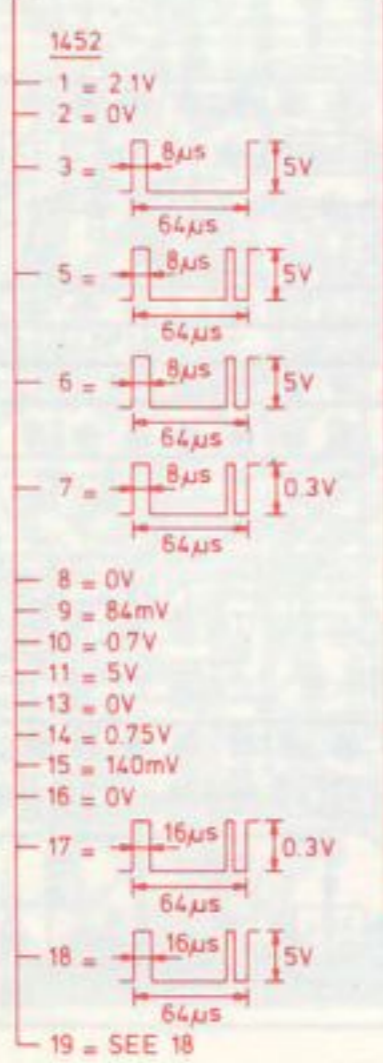 1452
1 = 2.1V
2 = 0V
3 = 8µs 5V
64µs
5 = 8µs 5V
64µs
6 = 8µs 5V
64µs
7 = 8µs 0.3V
64µs
8 = 0V
9 = 84mV
10 = 0.7V
11 = 5V
13 = 0V
14 = 0.75V
15 = 140mV
16 = 0V
17 = 16µs 0.3V
64µs
18 = 16µs 5V
64µs
19 = SEE 18